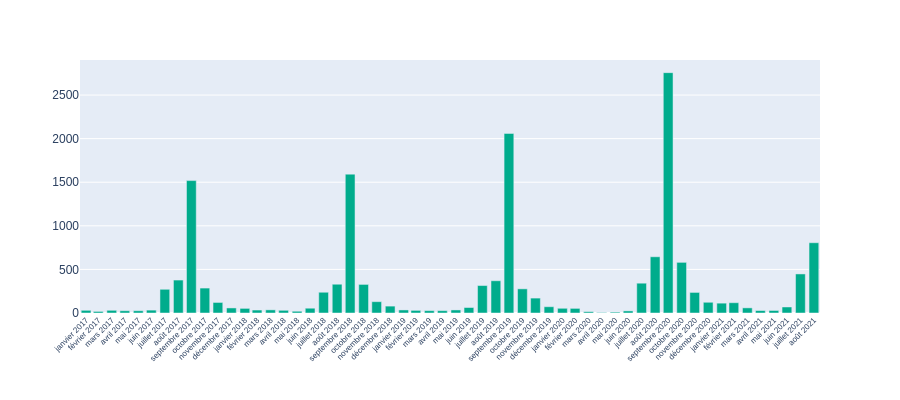 2500
2000
1500
1000
500
0
janvier 2017
février 2017
mars 2017
avril 2017
mai 2017
juin 2017
juillet 2017
août 2017
septembre 2017
octobre 2017
novembre 2017
décembre 2017
janvier 2018
février 2018
mars 2018
avril 2018
mai 2018
juin 2018
juillet 2018
août 2018
septembre 2018
octobre 2018
novembre 2018
décembre 2018
janvier 2019
février 2019
mars 2019
avril 2019
mai 2019
juin 2019
juillet 2019
août 2019
septembre 2019
octobre 2019
novembre 2019
décembre 2019
janvier 2020
février 2020
mars 2020
avril 2020
mai 2020
juin 2020
juillet 2020
août 2020
septembre 2020
octobre 2020
novembre 2020
décembre 2020
janvier 2021
février 2021
mars 2021
avril 2021
mai 2021
juin 2021
juillet 2021
août 2021